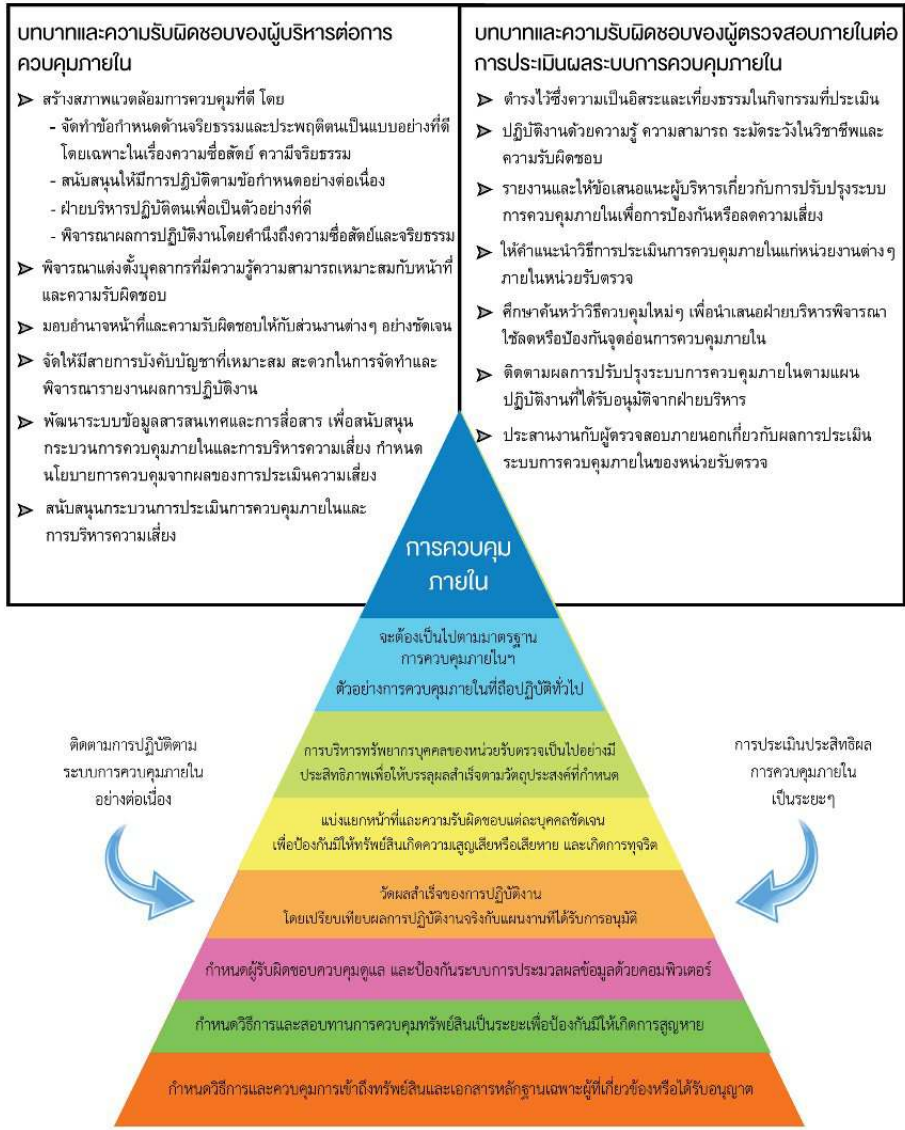 บทบาทและความรับผิดชอบของผู้บริหารต่อการ
ควบคุมภายใน
➢ สร้างสภาพแวดล้อมการควบคุมที่ดี โดย
- จัดทำข้อกำหนดด้านจริยธรรมและประพฤติตนเป็นแบบอย่างที่ดี
โดยเฉพาะในเรื่องความซื่อสัตย์ ความีจริยธรรม
- สนับสนุนให้มีการปฏิบัติตามข้อกำหนดอย่างต่อเนื่อง
- ฝ่ายบริหารปฏิบัติตนเพื่อเป็นตัวอย่างที่ดี
- พิจารณาผลการปฏิบัติงานโดยคำนึงถึงความซื่อสัตย์และจริยธรรม
➢ พิจารณาแต่งตั้งบุคลากรที่มีความรู้ความสามารถเหมาะสมกับหน้าที่
และความรับผิดชอบ
➢ มอบอำนาจหน้าที่และความรับผิดชอบให้กับส่วนงานต่างๆ อย่างชัดเจน
➢ จัดให้มีสายการบังคับบัญชาที่เหมาะสม สะดวกในการจัดทำและ
พิจารณารายงานผลการปฏิบัติงาน
➢ พัฒนาระบบข้อมูลสารสนเทศและการสื่อสาร เพื่อสนับสนุน
กระบวนการควบคุมภายในและการบริหารความเสี่ยง กำหนด
นโยบายการควบคุมจากผลของการประเมินความเสี่ยง
➢ สนับสนุนกระบวนการประเมินการควบคุมภายในและ
การบริหารความเสี่ยง
บทบาทและความรับผิดชอบของผู้ตรวจสอบภายในต่อ
การประเมินผลระบบการควบคุมภายใน
➢ ดำรงไว้ซึ่งความเป็นอิสระและเที่ยงธรรมในกิจกรรมที่ประเมิน
➢ ปฏิบัติงานด้วยความรู้ ความสามารถ ระมัดระวังในวิชาชีพและ
ความรับผิดชอบ
➢ รายงานและให้ข้อเสนอแนะผู้บริหารเกี่ยวกับการปรับปรุงระบบ
การควบคุมภายในเพื่อการป้องกันหรือลดความเสี่ยง
➢ ให้คำแนะนำวิธีการประเมินการควบคุมภายในแก่หน่วยงานต่างๆ
ภายในหน่วยรับตรวจ
➢ ศึกษาค้นหว้าวิธีควบคุมใหม่ๆ เพื่อนำเสนอฝ่ายบริหารพิจารณา
ใช้ลดหรือป้องกันจุดอ่อนการควบคุมภายใน
➢ ติดตามผลการปรับปรุงระบบการควบคุมภายในตามแผน
ปฏิบัติงานที่ได้รับอนุมัติจากฝ่ายบริหาร
➢ ประสานงานกับผู้ตรวจสอบภายนอกเกี่ยวกับผลการประเมิน
ระบบการควบคุมภายในของหน่วยรับตรวจ
การควบคุม
ภายใน
จะต้องเป็นไปตามมาตรฐาน
การควบคุมภายในฯ
ตัวอย่างการควบคุมภายในที่ถือปฏิบัติทั่วไป
ติดตามการปฏิบัติตาม
ระบบการควบคุมภายใน
อย่างต่อเนื่อง
การบริหารทรัพยากรบุคคลของหน่วยรับตรวจเป็นไปอย่างมี
ประสิทธิภาพเพื่อให้บรรลุผลสำเร็จตามวัตถุประสงค์ที่กำหนด
การประเมินประสิทธิผล
การควบคุมภายใน
เป็นระยะๆ
แบ่งแยกหน้าที่และความรับผิดชอบแต่ละบุคคลชัดเจน
เพื่อป้องกันมิให้ทรัพย์สินเกิดความเสูญเสียหรือเสียหาย และเกิดการทุจริต
วัดผลสำเร็จของการปฏิบัติงาน
โดยเปรียบเทียบผลการปฏิบัติงานจริงกับแผนงานที่ได้รับการอนุมัติ
กำหนดผู้รับผิดชอบควบคุมดูแล และป้องกันระบบการประมวลผลข้อมูลด้วยคอมพิวเตอร์
กำหนดวิธีการและสอบทานการควบคุมทรัพย์สินเป็นระยะเพื่อป้องกันมิให้เกิดการสูญหาย
กำหนดวิธีการและควบคุมการเข้าถึงทรัพย์สินและเอกสารหลักฐานเฉพาะผู้ที่เกี่ยวข้องหรือได้รับอนุญาต